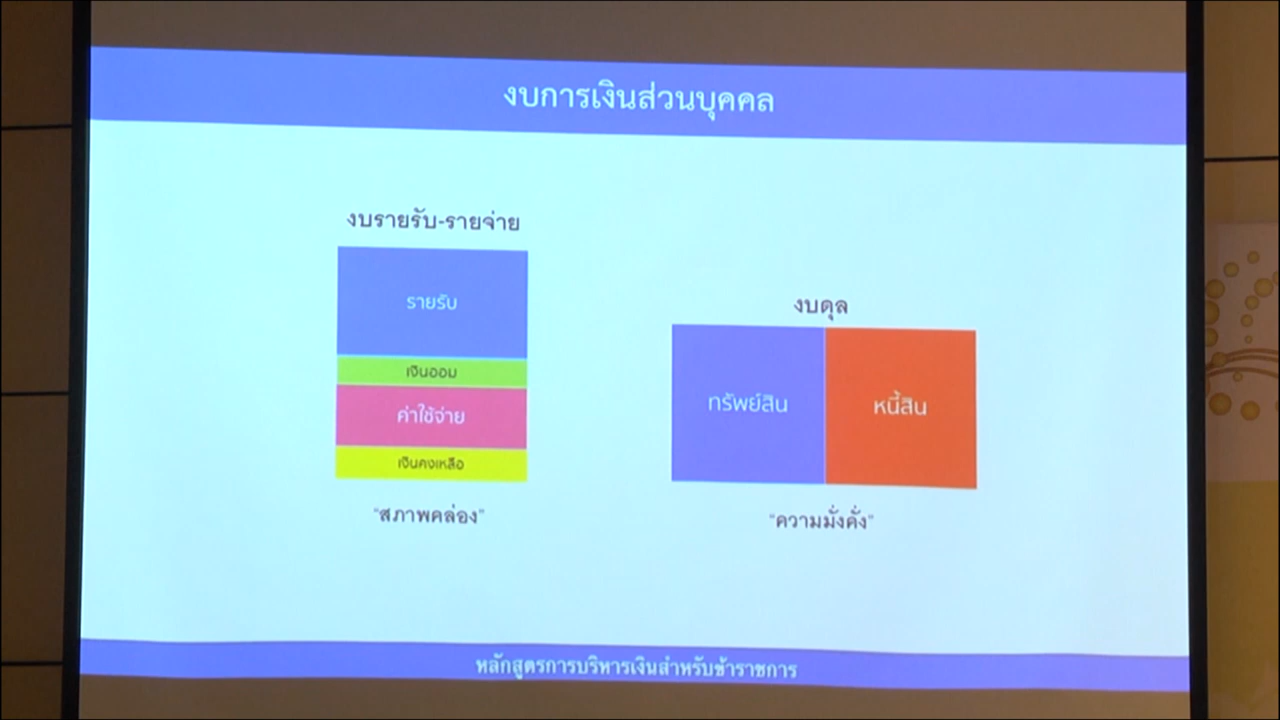 งบการเงินส่วนบุคคล
งบรายรับ-รายจ่าย
รายรับ
เงินออม
ค่าใช้จ่าย
เงินคงเหลือ
"สภาพคล่อง"
งบดุล
ทรัพย์สิน
หนี้สิน
"ความมั่งคั่ง"
หลักสูตรการบริหารเงินสำหรับข้าราชการ